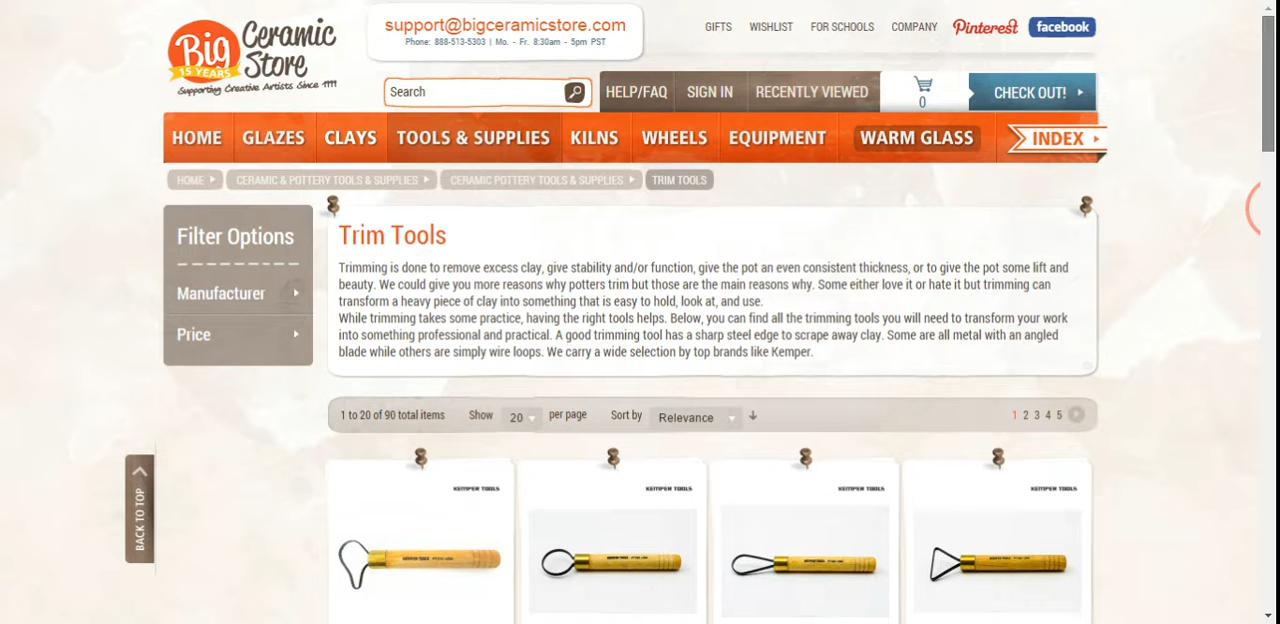 Big
Ceramic
Store
15 YEARS
Supporting Creative Artists Since 1999
support@bigceramicstore.com
Phone: 888-513-5303 | Mo. - Fr. 8:30am - 5pm PST
GIFTS WISHLIST FOR SCHOOLS COMPANY Pinterest facebook
Search HELP/FAQ SIGN IN RECENTLY VIEWED 0 CHECK OUT!
HOME GLAZES CLAYS TOOLS & SUPPLIES KILNS WHEELS EQUIPMENT WARM GLASS INDEX
HOME CERAMIC & POTTERY TOOLS & SUPPLIES CERAMIC POTTERY TOOLS & SUPPLIES TRIM TOOLS
Filter Options
Manufacturer
Price
Trim Tools
Trimming is done to remove excess clay, give stability and/or function, give the pot an even consistent thickness, or to give the pot some lift and
beauty. We could give you more reasons why potters trim but those are the main reasons why. Some either love it or hate it but trimming can
transform a heavy piece of clay into something that is easy to hold, look at, and use.
While trimming takes some practice, having the right tools helps. Below, you can find all the trimming tools you will need to transform your work
into something professional and practical. A good trimming tool has a sharp steel edge to scrape away clay. Some are all metal with an angled
blade while others are simply wire loops. We carry a wide selection by top brands like Kemper.
1 to 20 of 90 total items Show 20 per page Sort by Relevance 1 2 3 4 5
BACK TO TOP
KEMPER TOOLS KEMPER TOOLS KEMPER TOOLS KEMPER TOOLS